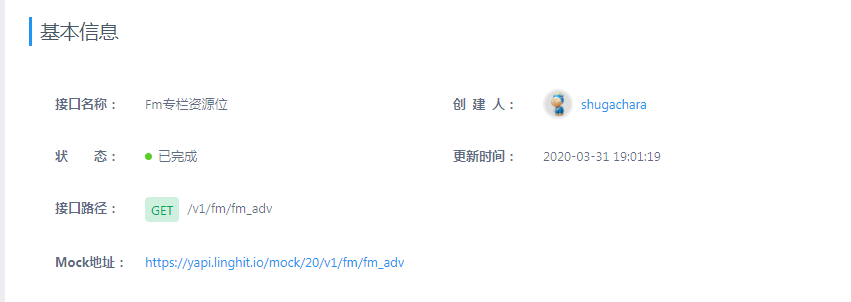 基本信息
接口名称： Fm专栏资源位 创 建 人： shugachara
状 态： 已完成 更新时间： 2020-03-31 19:01:19
接口路径： GET /v1/fm/fm_adv
Mock地址： https://yapi.linghit.io/mock/20/v1/fm/fm_adv